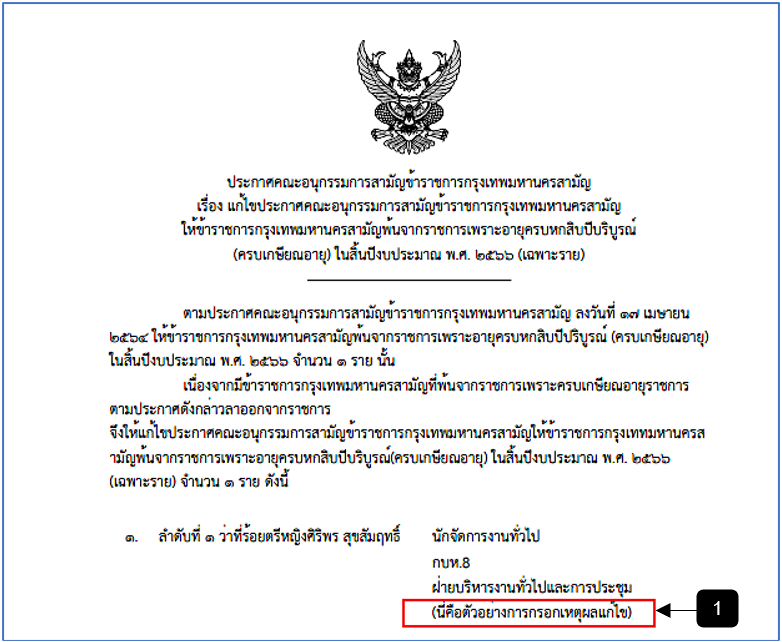 ประกาศคณะอนุกรรมการสามัญข้าราชการกรุงเทพมหานครสามัญ
เรื่อง แก้ไขประกาศคณะอนุกรรมการสามัญข้าราชการกรุงเทพมหานครสามัญ
ให้ข้าราชการกรุงเทพมหานครสามัญพ้นจากราชการเพราะอายุครบหกสิบปีบริบูรณ์
(ครบเกษียณอายุ) ในสิ้นปีงบประมาณ พ.ศ. ๒๕๖๖ (เฉพาะราย)
ตามประกาศคณะอนุกรรมการสามัญข้าราชการกรุงเทพมหานครสามัญ ลงวันที่ ๑๗ เมษายน
๒๕๖๔ ให้ข้าราชการกรุงเทพมหานครสามัญพ้นจากราชการเพราะอายุครบหกสิบปีปริบูรณ์ (ครบเกษียณอายุ)
ในสิ้นปีงบประมาณ พ.ศ. ๒๕๖๖ จำนวน ๑ ราย นั้น
เนื่องจากมีข้าราชการกรุงเทพมหานครสามัญที่พ้นจากราชการเพราะครบเกษียณอายุราชการ
ตามประกาศดังกล่าวลาออกจากราชการ
จึงให้แก้ไขประกาศคณะอนุกรรมการสามัญข้าราชการกรุงเทพมหานครสามัญให้ข้าราชการกรุงเททมหานครส
ามัญพ้นจากราชการเพราะอายุครบหกสิบปีบริบูรณ์(ครบเกษียณอายุ) ในสิ้นปีงบประมาณ พ.ศ. ๒๕๖๖
(เฉพาะราย) จำนวน ๑ ราย ดังนี้
๑. ลำดับที่ ๑ ว่าที่ร้อยตรีหญิงศิริพร สุขสัมฤทธิ์ นักจัดการงานทั่วไป
กบห.8
ฝ่ายบริหารงานทั่วไปและการประชุม
(นี่คือตัวอย่างการกรอกเหตุผลแก้ไข) 1